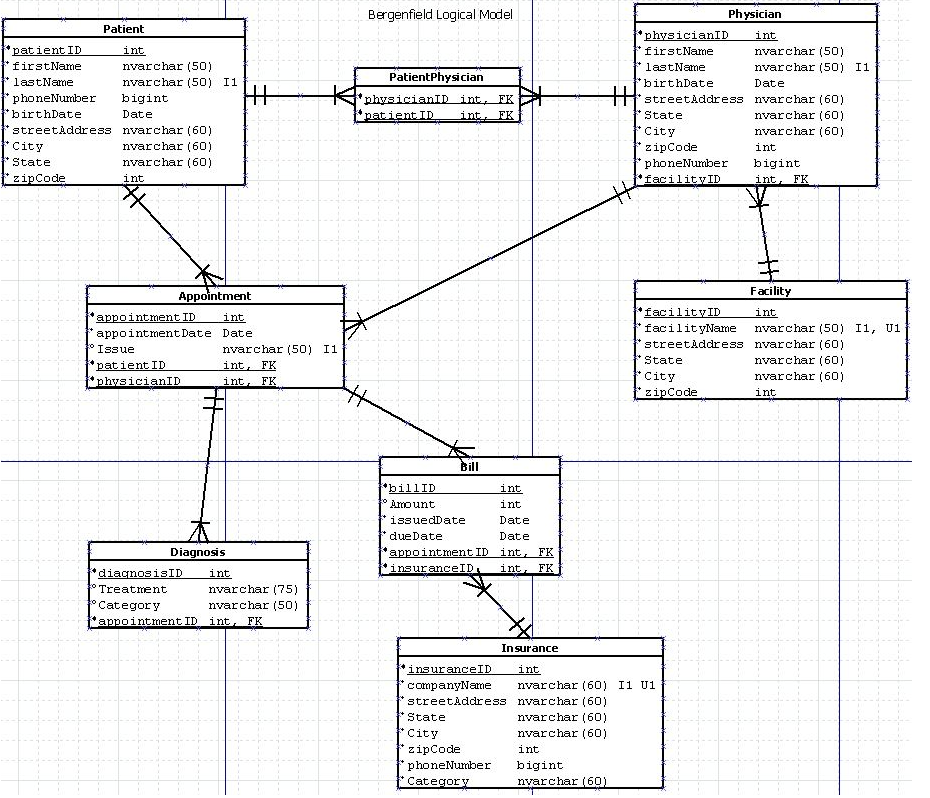 Bergenfield Logical Model
Patient
patientID int
firstName nvarchar(50)
lastName nvarchar(50) I1
phoneNumber bigint
birthDate Date
streetAddress nvarchar(60)
City nvarchar(60)
State nvarchar(60)
zipCode int
PatientPhysician
physicianID int, FK
patientID int, FK
Physician
physicianID int
firstName nvarchar(50)
lastName nvarchar(50) I1
birthDate Date
streetAddress nvarchar(60)
State nvarchar(60)
City nvarchar(60)
zipCode int
phoneNumber bigint
facilityID int, FK
Appointment
appointmentID int
appointmentDate Date
Issue nvarchar(50) I1
patientID int, FK
physicianID int, FK
Facility
facilityID int
facilityName nvarchar(50) I1, U1
streetAddress nvarchar(60)
State nvarchar(60)
City nvarchar(60)
zipCode int
Bill
billID int
Amount int
issuedDate Date
dueDate Date
appointmentID int, FK
insuranceID int, FK
Diagnosis
diagnosisID int
Treatment nvarchar(75)
Category nvarchar(50)
appointmentID int, FK
Insurance
insuranceID int
companyName nvarchar(60) I1 U1
streetAddress nvarchar(60)
State nvarchar(60)
City nvarchar(60)
zipCode int
phoneNumber bigint
Category nvarchar(60)